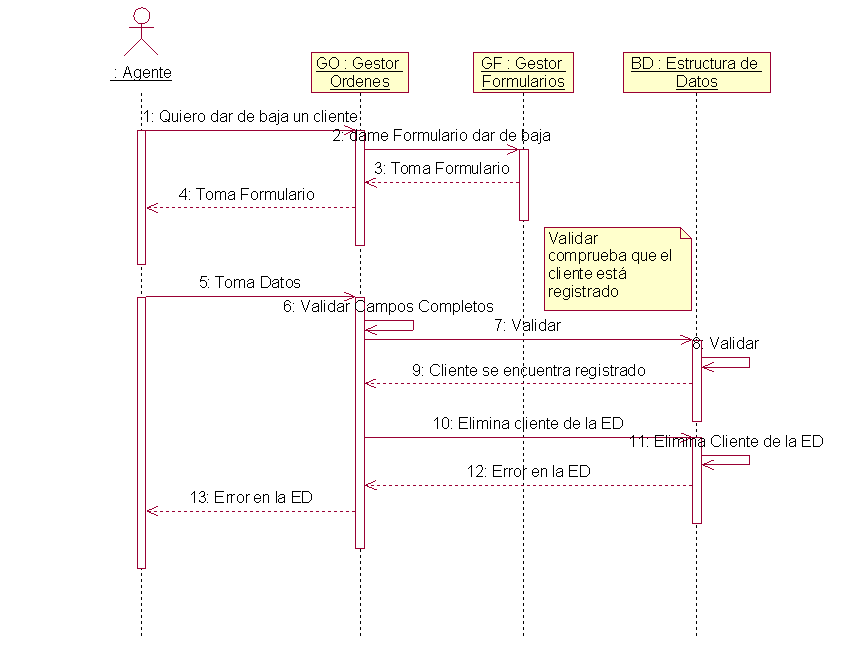 : Agente
GO : Gestor
Ordenes
GF : Gestor
Formularios
BD : Estructura de
Datos
1: Quiero dar de baja un cliente
2: dame Formulario dar de baja
3: Toma Formulario
4: Toma Formulario
Validar
comprueba que el
cliente está
registrado
5: Toma Datos
6: Validar Campos Completos
7: Validar
8: Validar
9: Cliente se encuentra registrado
10: Elimina cliente de la ED
11: Elimina Cliente de la ED
12: Error en la ED
13: Error en la ED